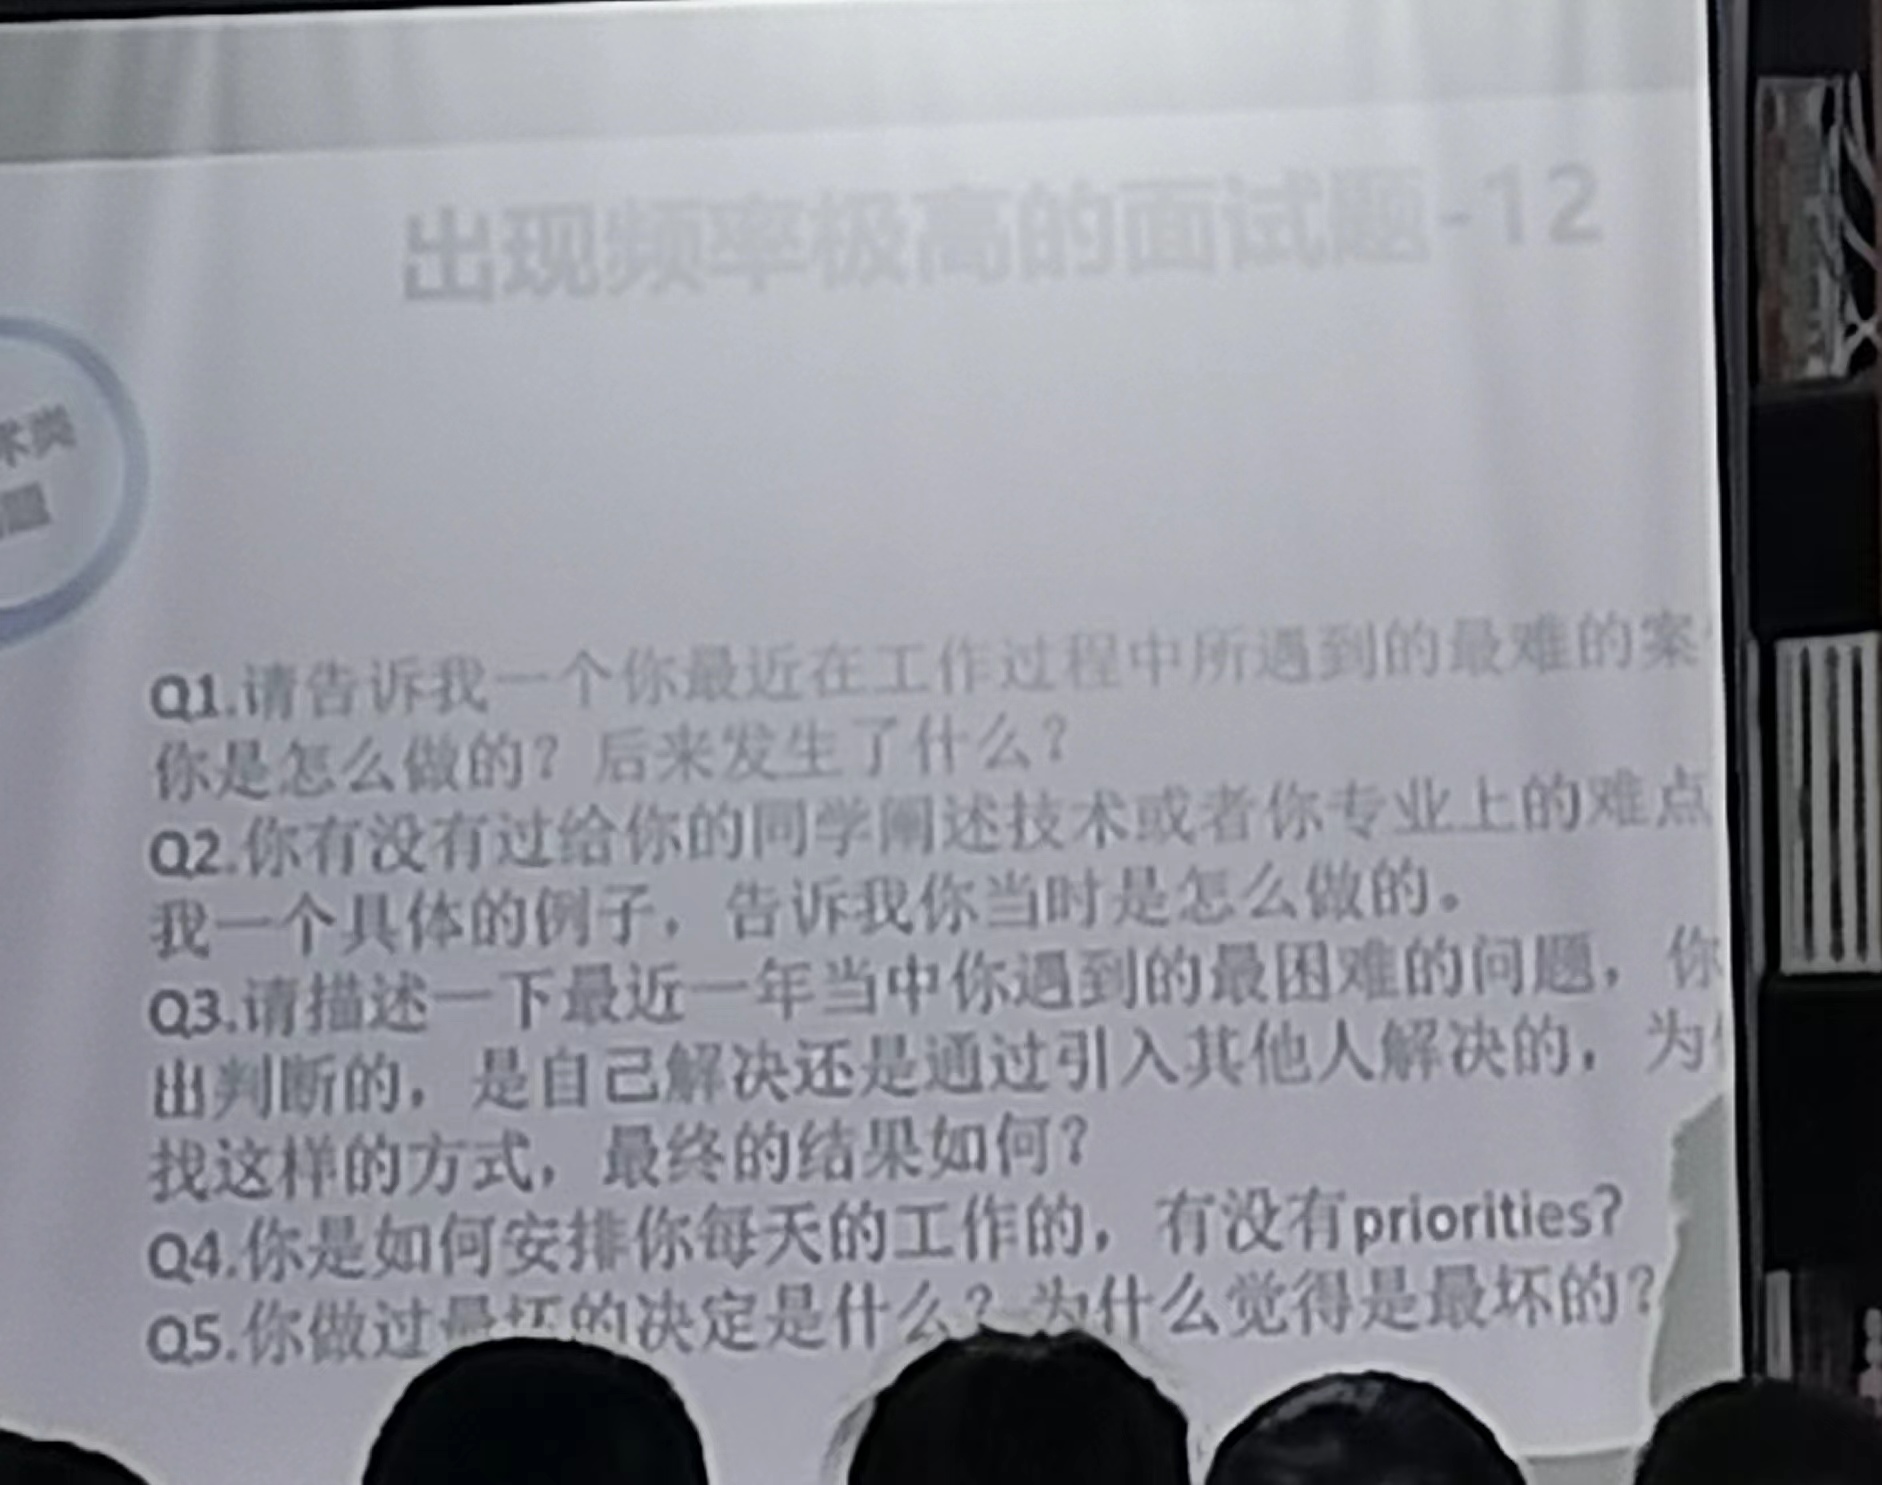 出现频率极高的面试题-12
术类
题
Q1.请告诉我一个你最近在工作过程中所遇到的最难的案
你是怎么做的？后来发生了什么？
Q2.你有没有过给你的同学阐述技术或者你专业上的难点
我一个具体的例子，告诉我你当时是怎么做的。
Q3.请描述一下最近一年当中你遇到的最困难的问题，你
出判断的，是自己解决还是通过引入其他人解决的，为
找这样的方式，最终的结果如何？
Q4.你是如何安排你每天的工作的，有没有priorities?
Q5.你做过最坏的决定是什么？为什么觉得是最坏的？